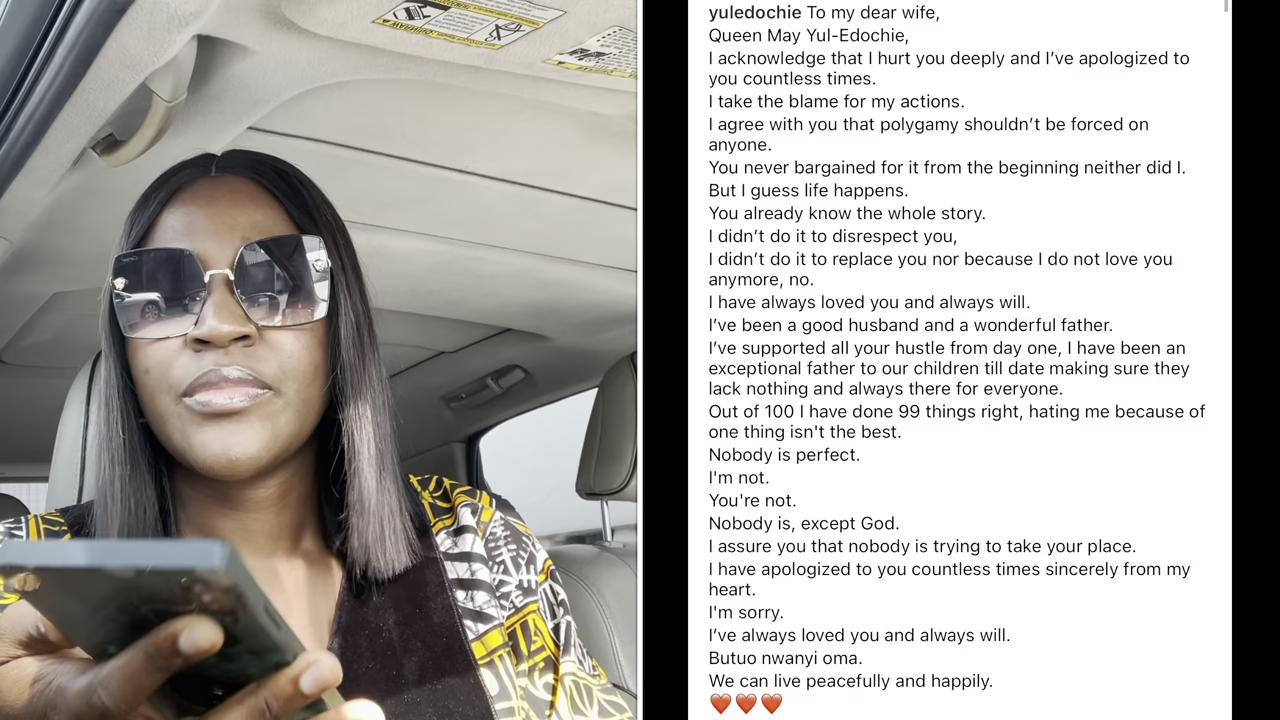 yuledochie To my dear wife,
Queen May Yul-Edochie,
I acknowledge that I hurt you deeply and I’ve apologized to
you countless times.
I take the blame for my actions.
I agree with you that polygamy shouldn’t be forced on
anyone.
You never bargained for it from the beginning neither did I.
But I guess life happens.
You already know the whole story.
I didn’t do it to disrespect you,
I didn’t do it to replace you nor because I do not love you
anymore, no.
I have always loved you and always will.
I’ve been a good husband and a wonderful father.
I’ve supported all your hustle from day one, I have been an
exceptional father to our children till date making sure they
lack nothing and always there for everyone.
Out of 100 I have done 99 things right, hating me because of
one thing isn't the best.
Nobody is perfect.
I'm not.
You're not.
Nobody is, except God.
I assure you that nobody is trying to take your place.
I have apologized to you countless times sincerely from my
heart.
I'm sorry.
I’ve always loved you and always will.
Butuo nwanyi oma.
We can live peacefully and happily.
❤️❤️❤️